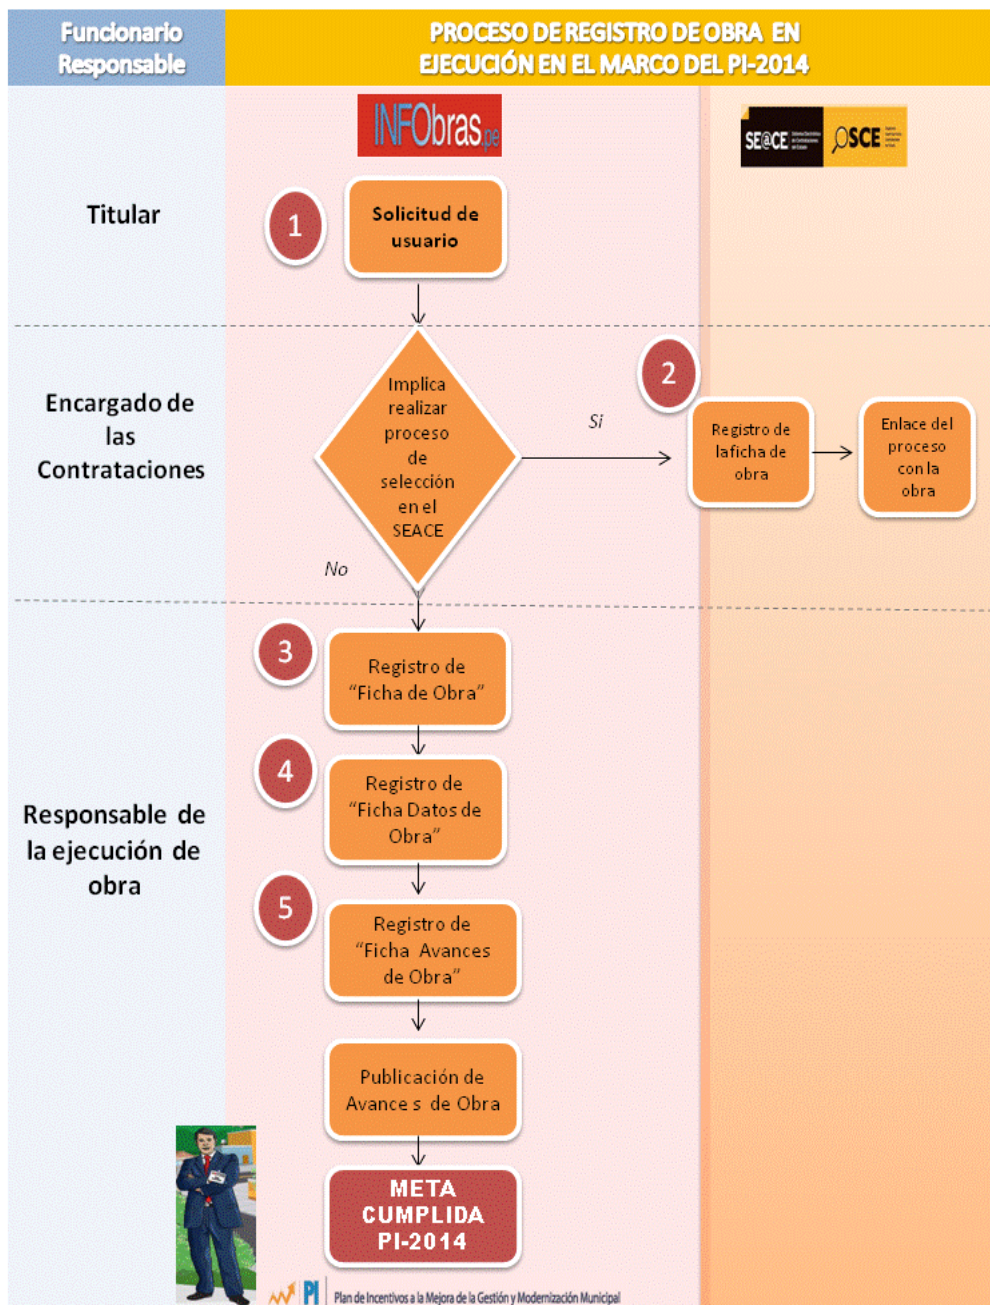 Funcionario
Responsable
PROCESO DE REGISTRO DE OBRA EN
EJECUCIÓN EN EL MARCO DEL PI-2014
INFObras.pe
SE@CE
OSCE
Titular
1
Solicitud de
usuario
Encargado de
las
Contrataciones
Implica
realizar
proceso
de
selección
en el
SEACE
Si
No
2
Registro de
la ficha de
obra
Enlace del
proceso
con la
obra
Responsable de
la ejecución de
obra
3
Registro de
“Ficha de Obra”
4
Registro de
“Ficha Datos de
Obra”
5
Registro de
“Ficha Avances
de Obra”
Publicación de
Avance s de Obra
META
CUMPLIDA
PI-2014
PI
Plan de Incentivos a la Mejora de la Gestión y Modernización Municipal